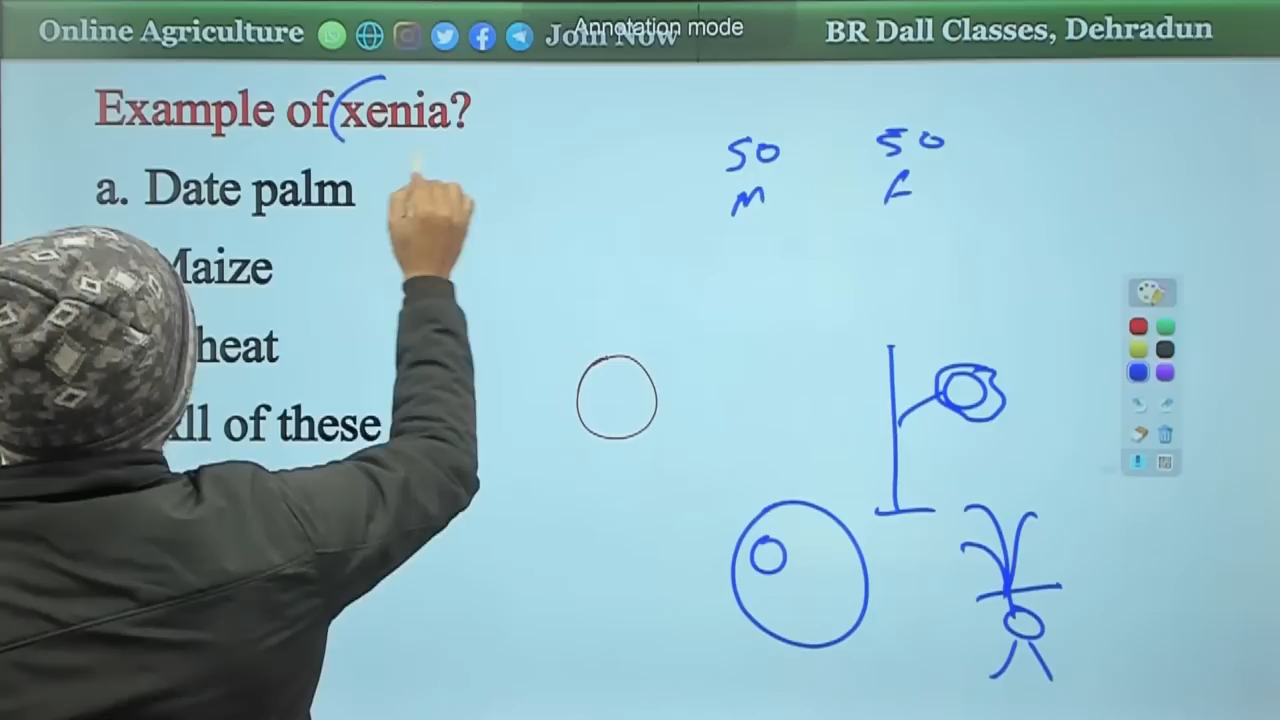 Online Agriculture Join Now
Annotation mode
BR Dall Classes, Dehradun
Example of xenia?
a. Date palm
Maize
heat
All of these
50 50
M F